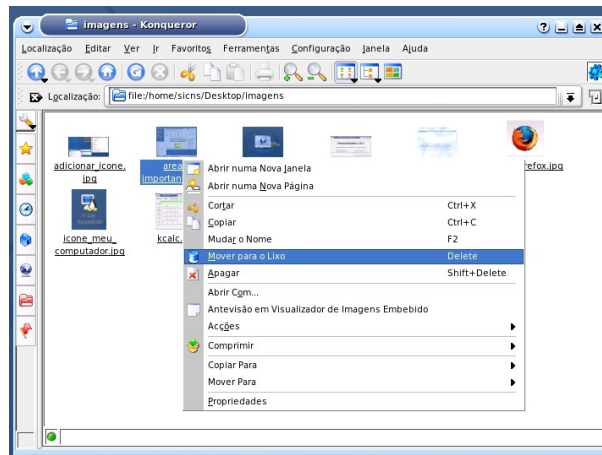 imagens - Konqueror
Localização Editar Ver Ir Favoritos Ferramentas Configuração Janela Ajuda
Localização: file:/home/sicns/Desktop/imagens
adicionar_icone.
jpg
area
importan
refox.jpg
icone_meu_
computador.jpg
kcalc.
Abrir numa Nova Janela
Abrir numa Nova Página
Cortar Ctrl+X
Copiar Ctrl+C
Mudar o Nome F2
Mover para o Lixo Delete
Apagar Shift+Delete
Abrir Com...
Antevisão em Visualizador de Imagens Embebido
Acções
Comprimir
Copiar Para
Mover Para
Propriedades